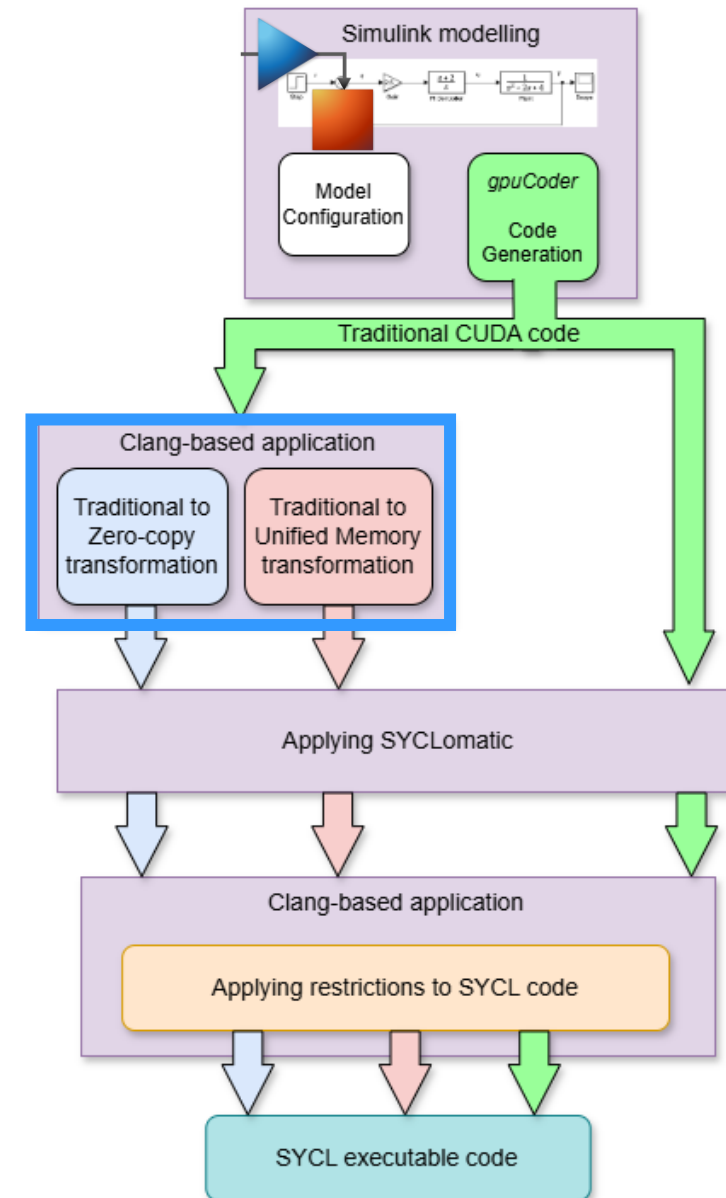 Simulink modelling
Gain
Model
Configuration
gpuCoder
Code
Generation
Traditional CUDA code
Clang-based application
Traditional to
Zero-copy
transformation
Traditional to
Unified Memory
transformation
Applying SYCLomatic
Clang-based application
Applying restrictions to SYCL code
SYCL executable code